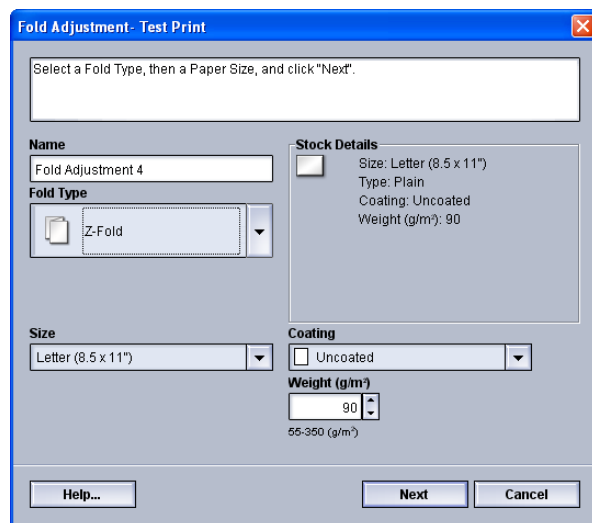 Fold Adjustment- Test Print
Select a Fold Type, then a Paper Size, and click "Next".
Name
Fold Adjustment 4
Fold Type
Z-Fold
Stock Details
Size: Letter (8.5 x 11")
Type: Plain
Coating: Uncoated
Weight (g/m²): 90
Size
Letter (8.5 x 11")
Coating
Uncoated
Weight (g/m²)
90
55-350 (g/m²)
Help...
Next
Cancel